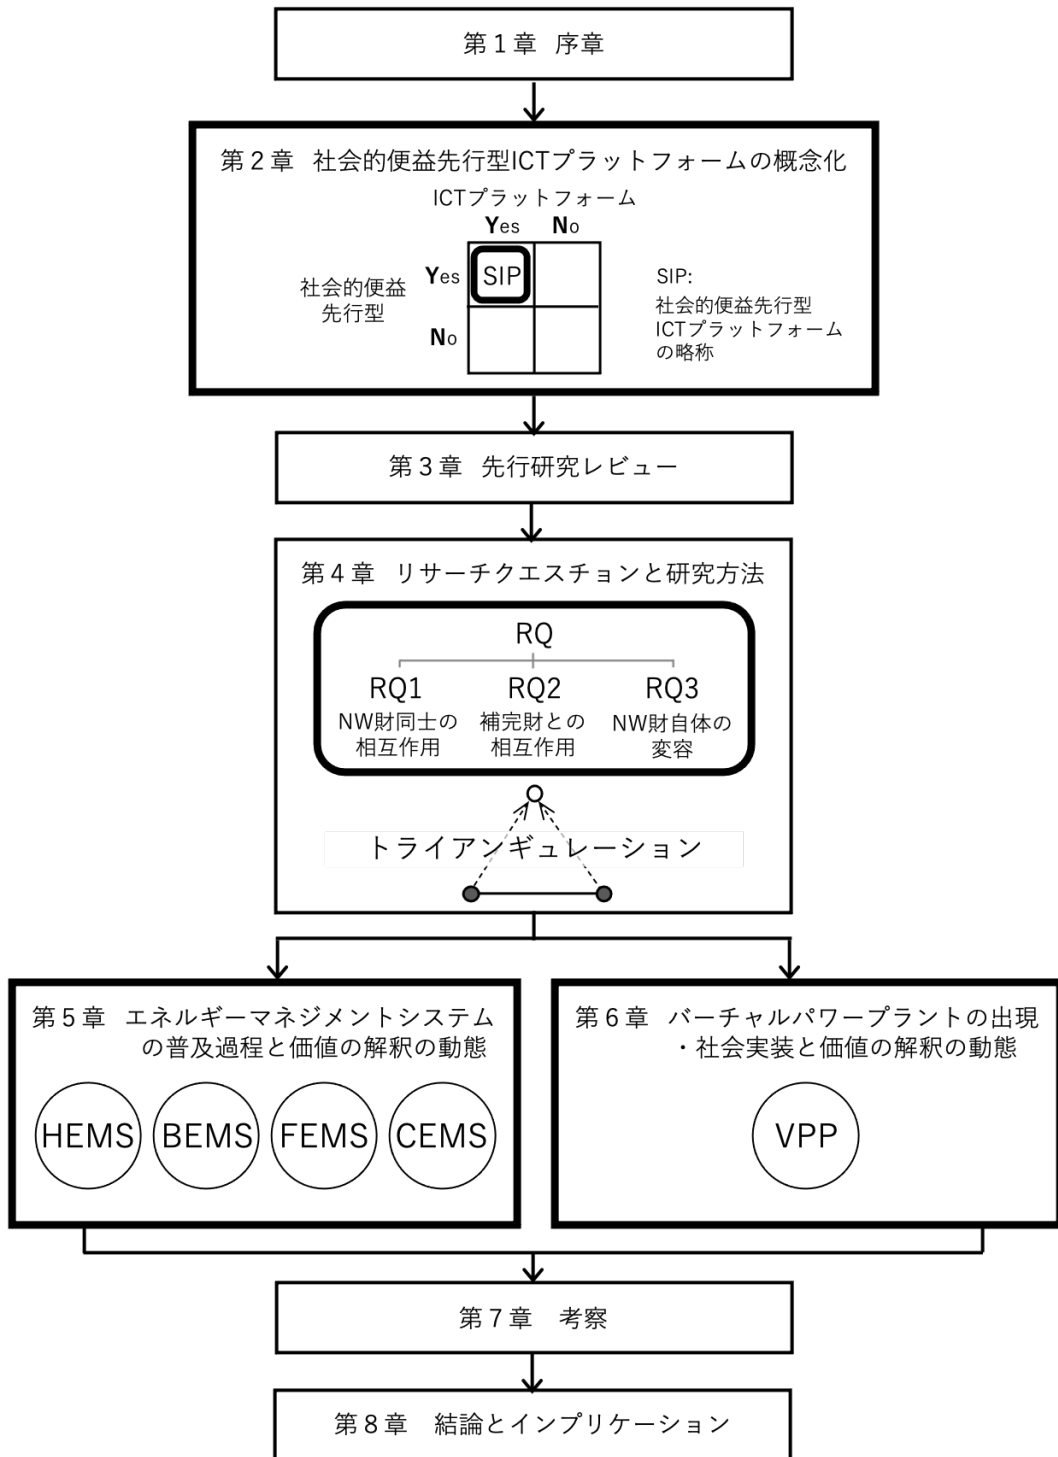 第1章 序章
第2章 社会的便益先行型ICTプラットフォームの概念化
ICTプラットフォーム
Yes No
社会的便益
先行型
Yes
SIP
No
SIP:
社会的便益先行型
ICTプラットフォーム
の略称
第3章 先行研究レビュー
第4章 リサーチクエスチョンと研究方法
RQ
RQ1
NW財同士の
相互作用
RQ2
補完財との
相互作用
RQ3
NW財自体の
変容
トライアンギュレーション
第5章 エネルギーマネジメントシステム
の普及過程と価値の解釈の動態
HEMS BEMS FEMS CEMS
第6章 バーチャルパワープラントの出現
・社会実装と価値の解釈の動態
VPP
第7章 考察
第8章 結論とインプリケーション